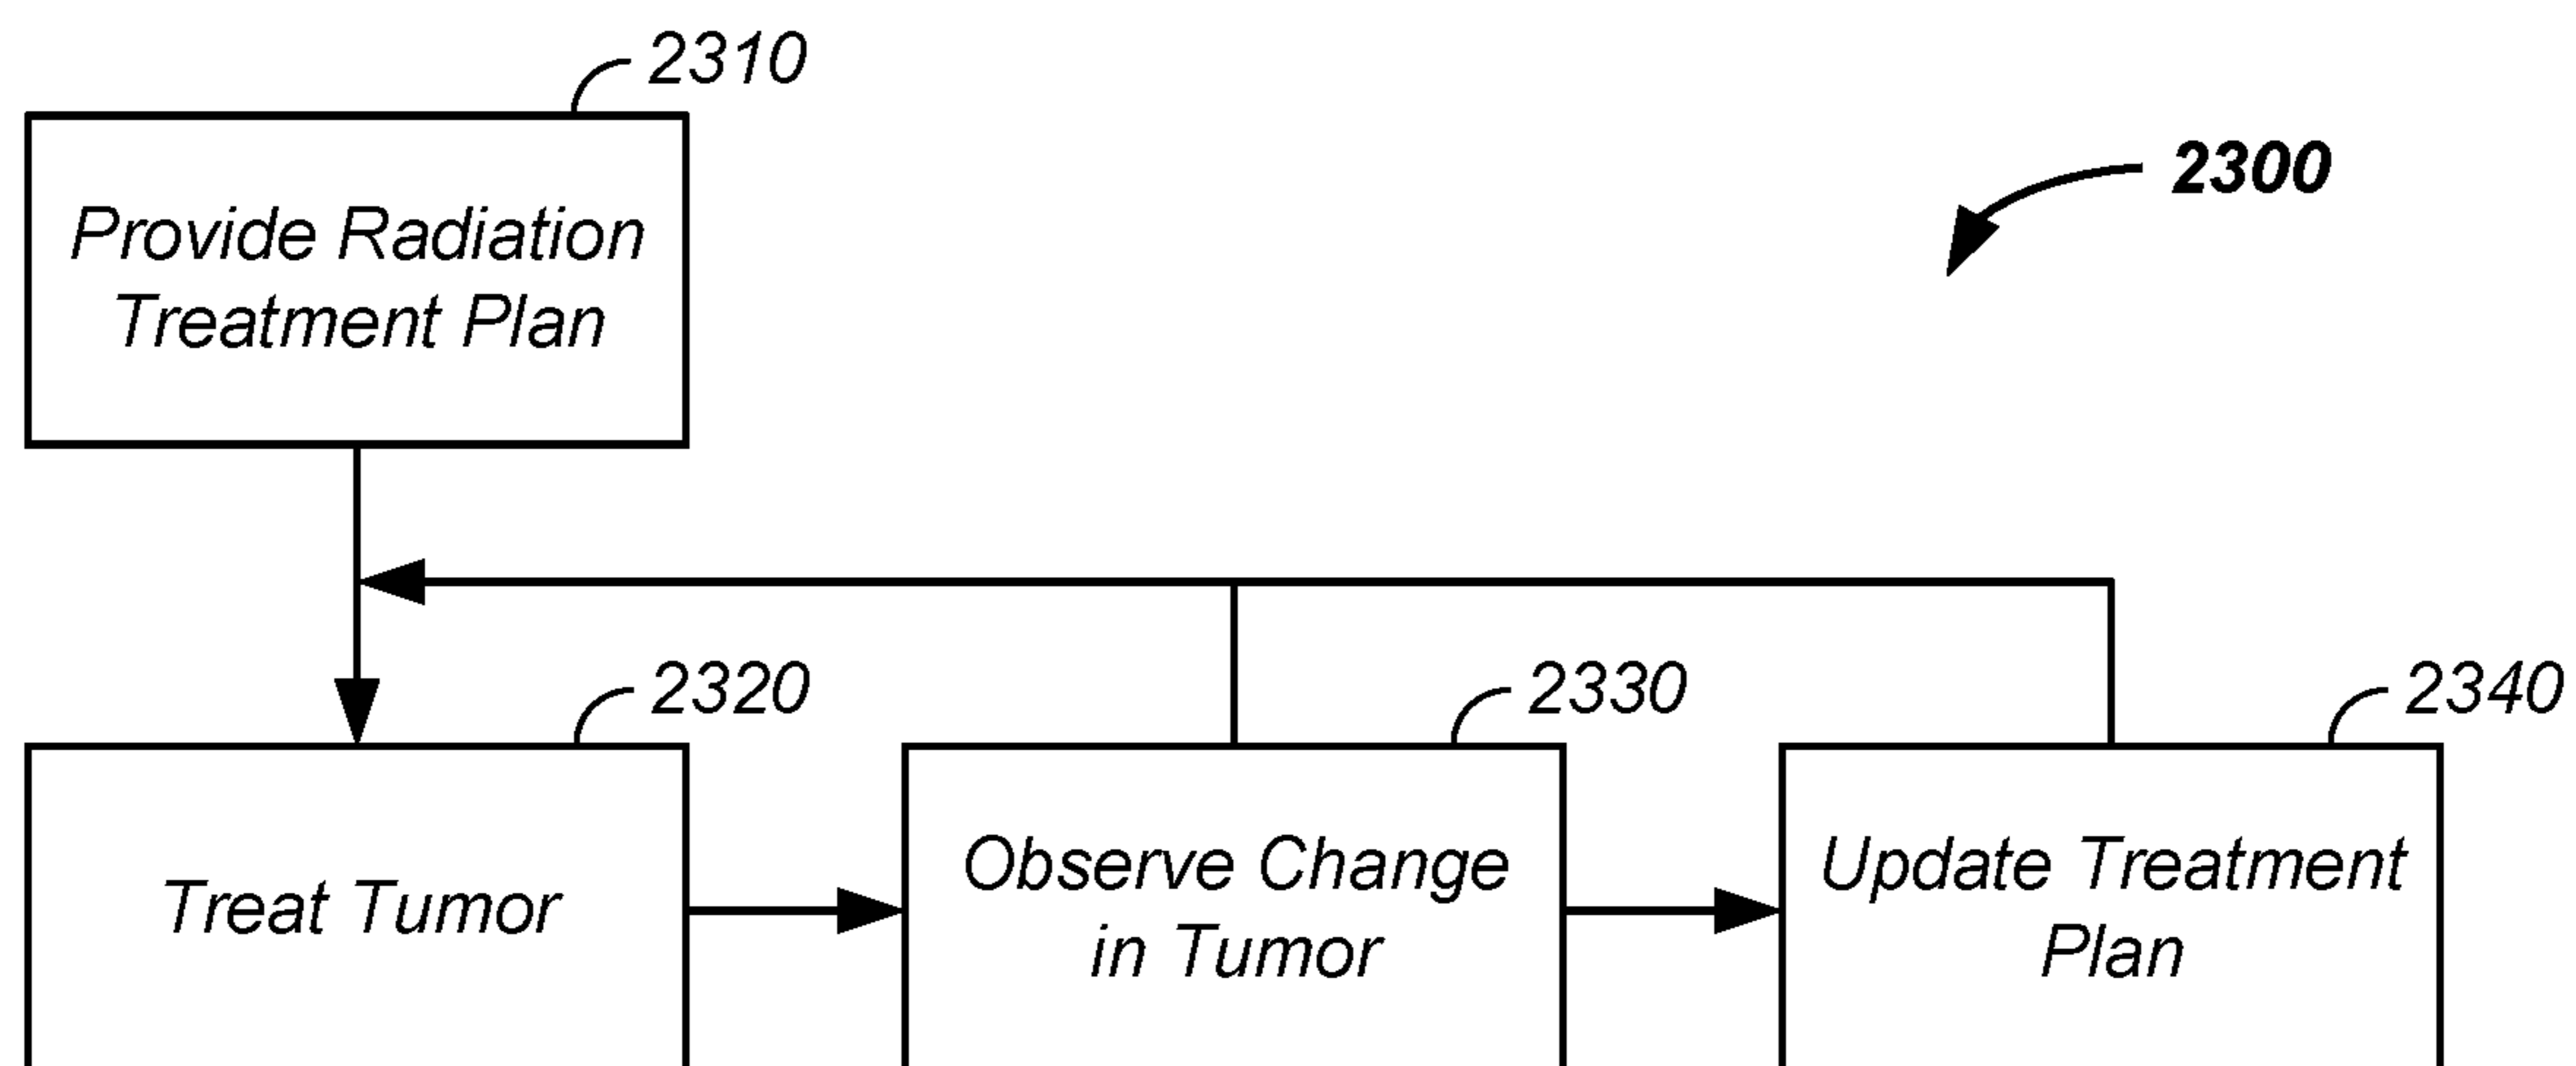 2310
Provide Radiation
Treatment Plan
2300
2320
Treat Tumor
2330
Observe Change
in Tumor
2340
Update Treatment
Plan